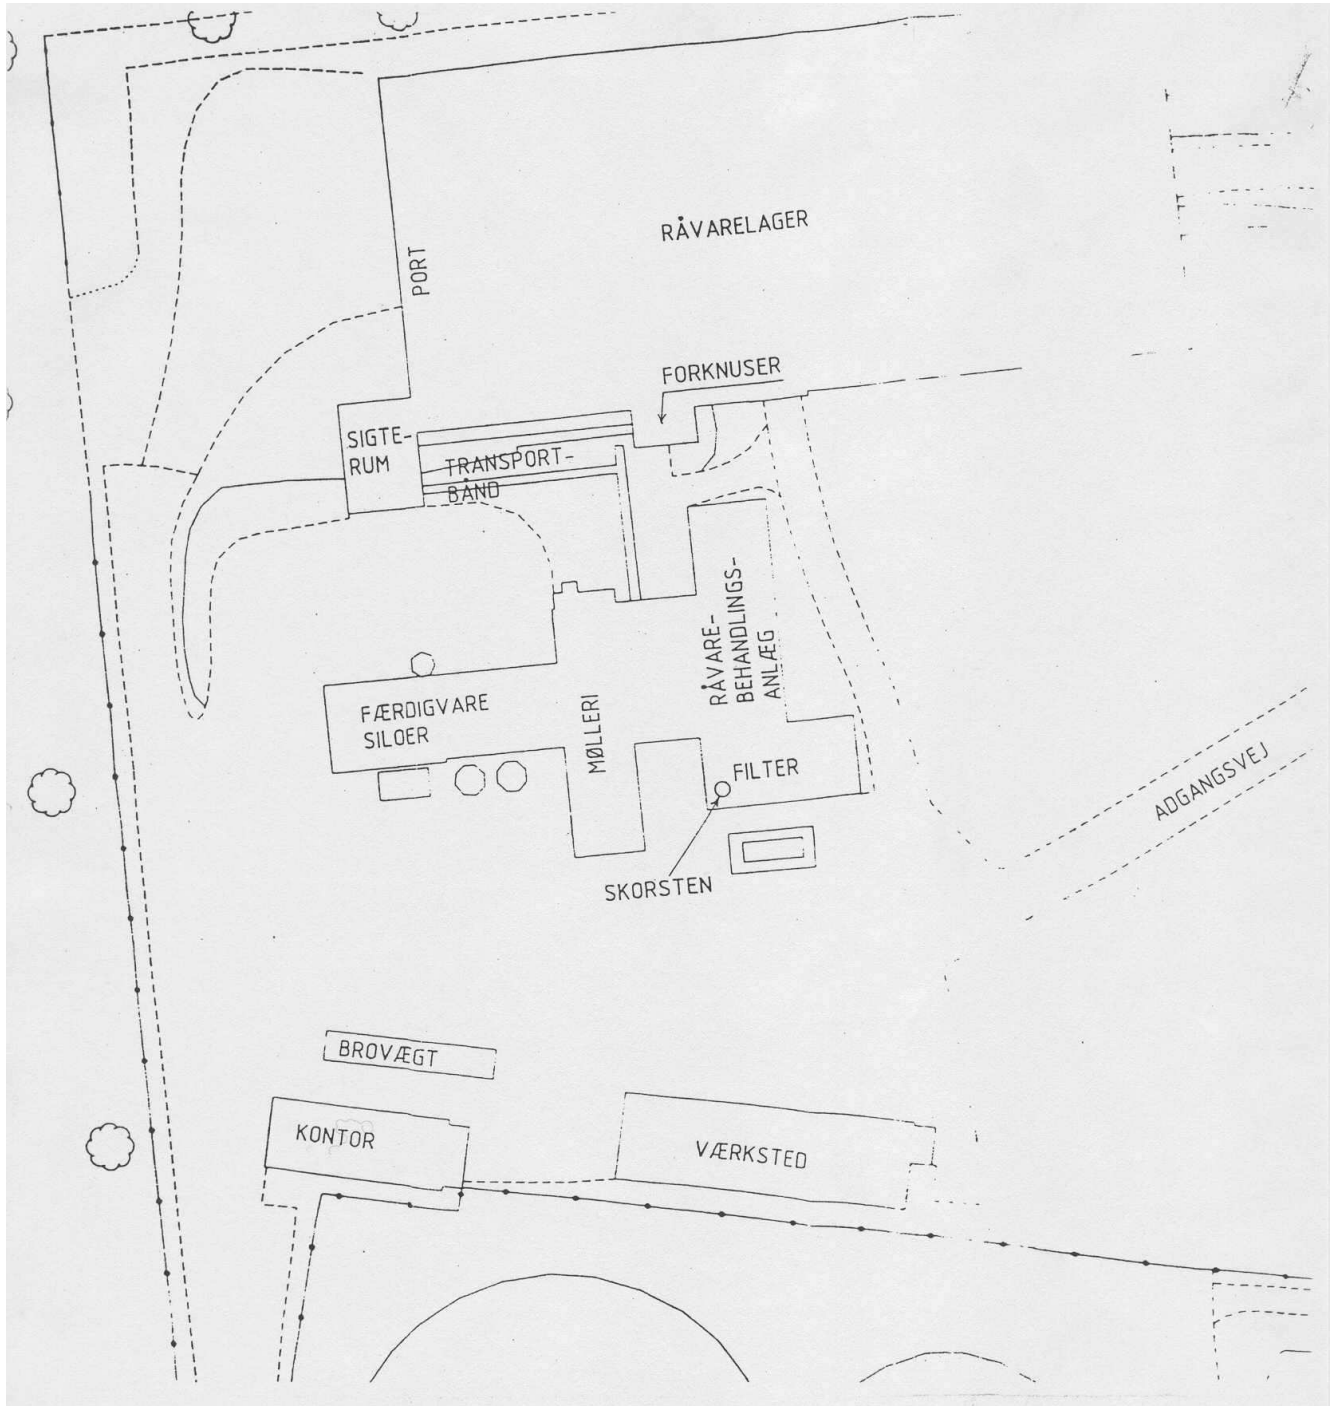 RÅVARELAGER
PORT
FORKNUSER
SIGTE-
RUM
TRANSPORT-
BÅND
RÅVARE-
BEHANDLINGS-
ANLÆG
FÆRDIGVARE
SILOER
MØLLERI
FILTER
ADGANGSVEJ
SKORSTEN
BROVÆGT
KONTOR
VÆRKSTED